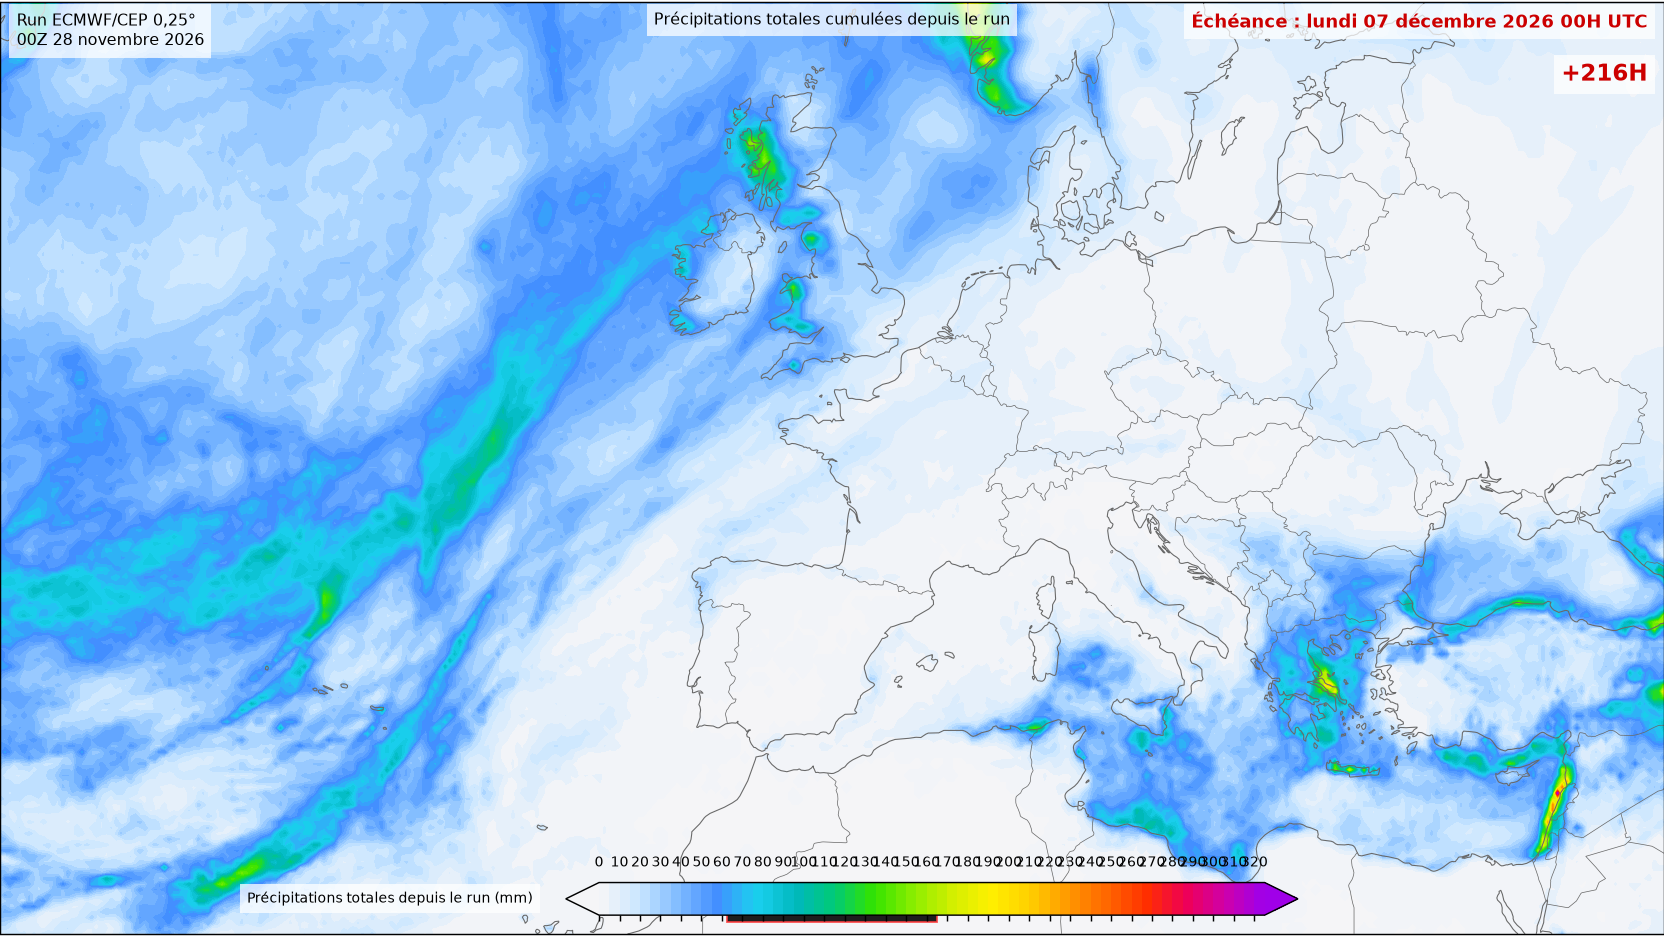 Run ECMWF/CEP 0,25°
00Z 28 novembre 2026
Précipitations totales cumulées depuis le run
Échéance : lundi 07 décembre 2026 00H UTC
+216H
0 10 20 30 40 50 60 70 80 90 100 110 120 130 140 150 160 170 180 190 200 210 220 230 240 250 260 270 280 290 300 310 320
Précipitations totales depuis le run (mm)